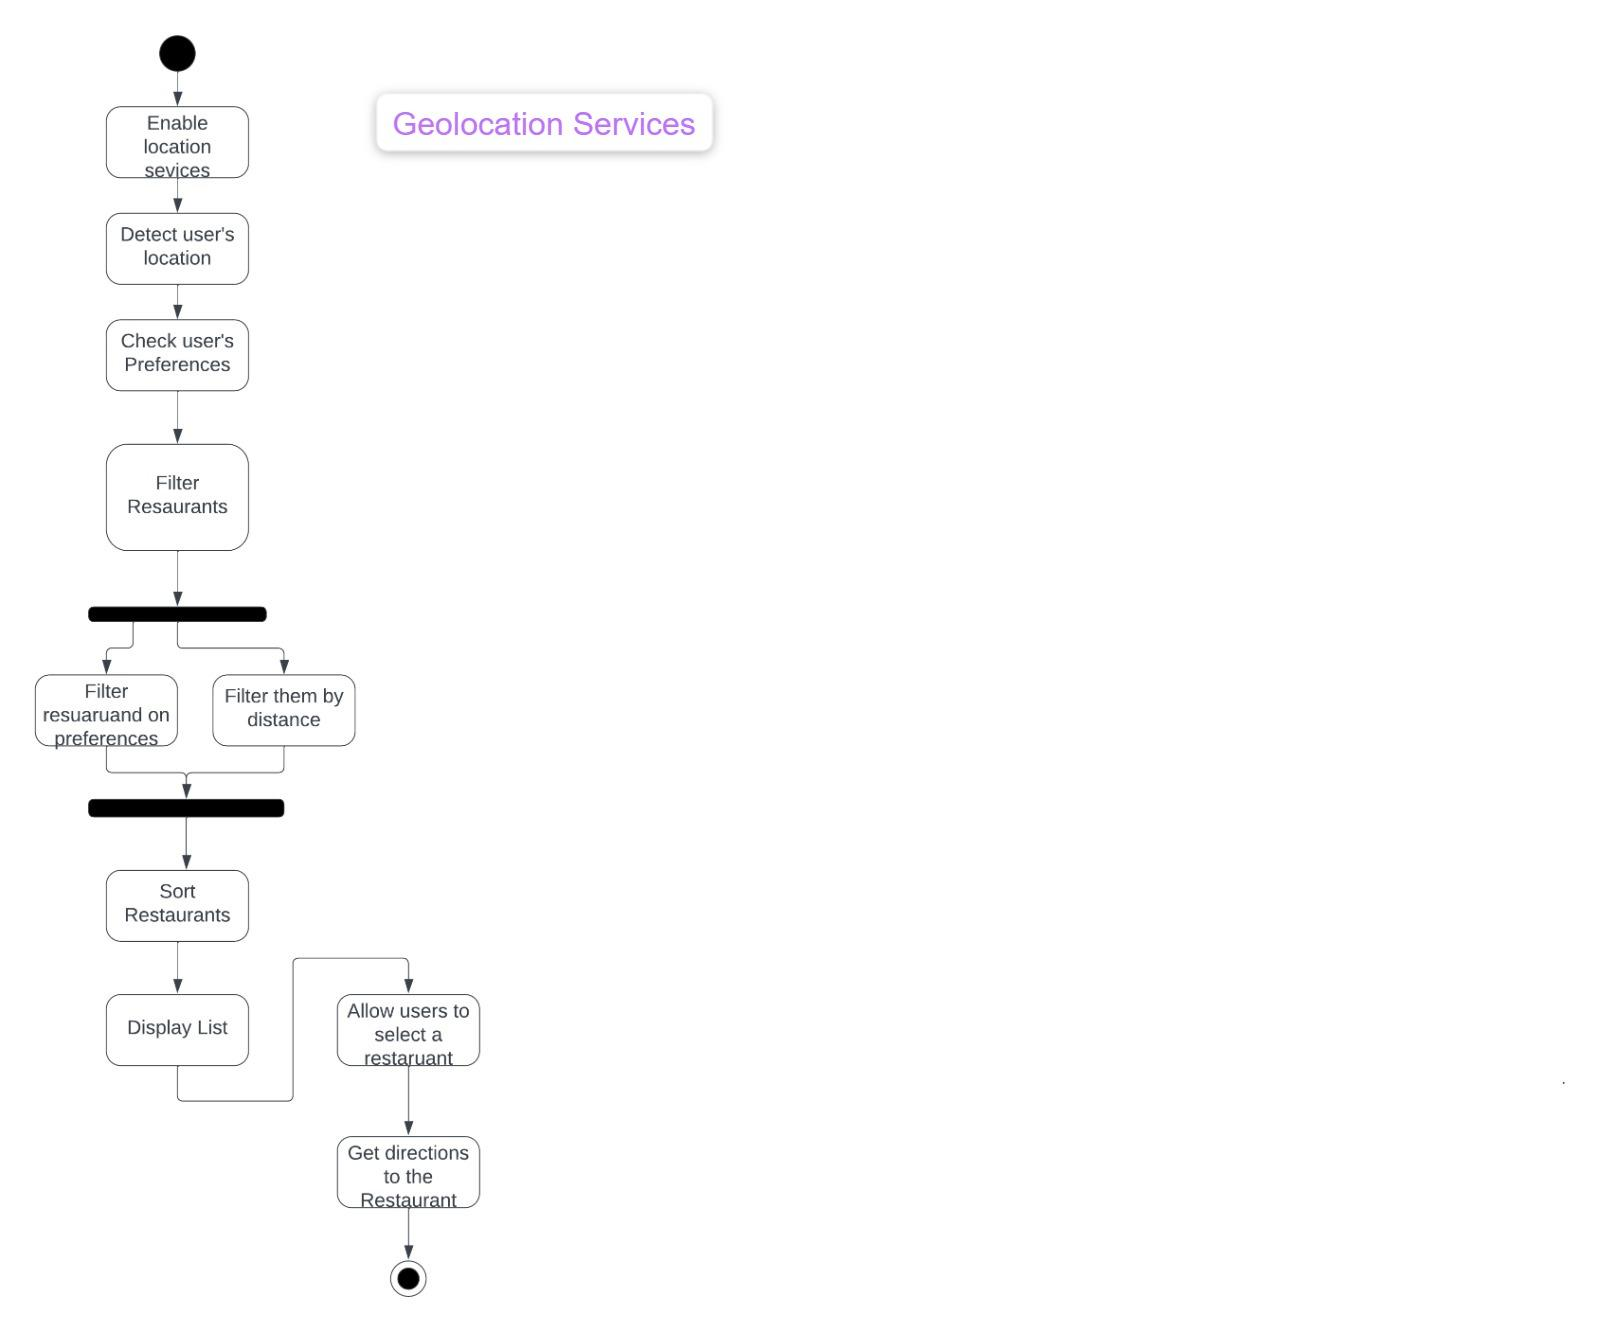 Geolocation Services
Enable
location
sevices
Detect user's
location
Check user's
Preferences
Filter
Resaurants
Filter
resuaruand on
preferences
Filter them by
distance
Sort
Restaurants
Display List
Allow users to
select a
restaruant
Get directions
to the
Restaurant